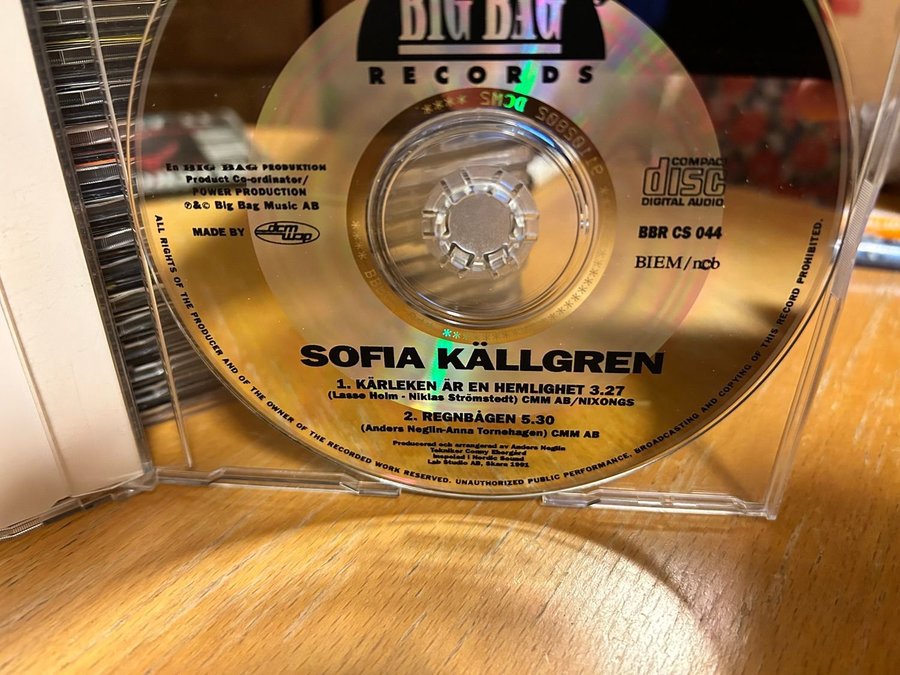 BIG BAG
RECORDS
**** DCMS
En BIG BAG PRODUKTION
Product Co-ordinator/
POWER PRODUCTION
℗&© Big Bag Music AB
MADE BY dcm
COMPACT
disc
DIGITAL AUDIO
BBR CS 044
BIEM/ncb
SOFIA KÄLLGREN
1. KÄRLEKEN ÄR EN HEMLIGHET 3.27
(Lasse Holm - Niklas Strömstedt) CMM AB/NIXONGS
2. REGNBÅGEN 5.30
(Anders Neglin-Anna Tornehagen) CMM AB
Producerad och arrangerad av Anders Neglin
Tekniker Conny Ebergård
Inspelad i Nordic Sound
Lab Studio AB, Skara 1991
ALL RIGHTS OF THE PRODUCER AND OF THE OWNER OF THE RECORDED WORK RESERVED. UNAUTHORIZED PUBLIC PERFORMANCE, BROADCASTING AND COPYING OF THIS RECORD PROHIBITED.